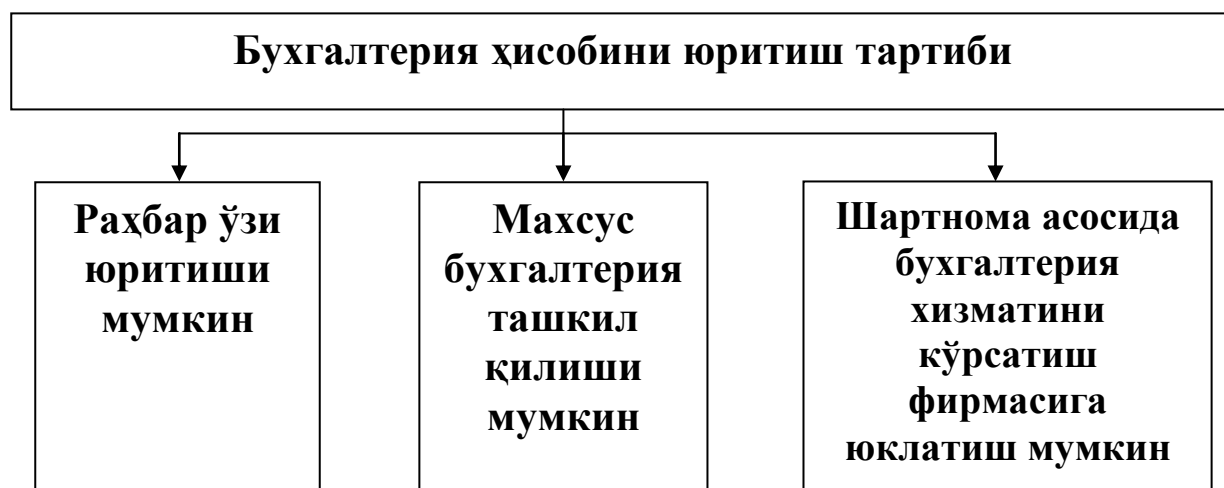 Бухгалтерия ҳисобини юритиш тартиби
Раҳбар ўзи
юритиши
мумкин
Махсус
бухгалтерия
ташкил
қилиши
мумкин
Шартнома асосида
бухгалтерия
хизматини
кўрсатиш
фирмасига
юклатиш мумкин